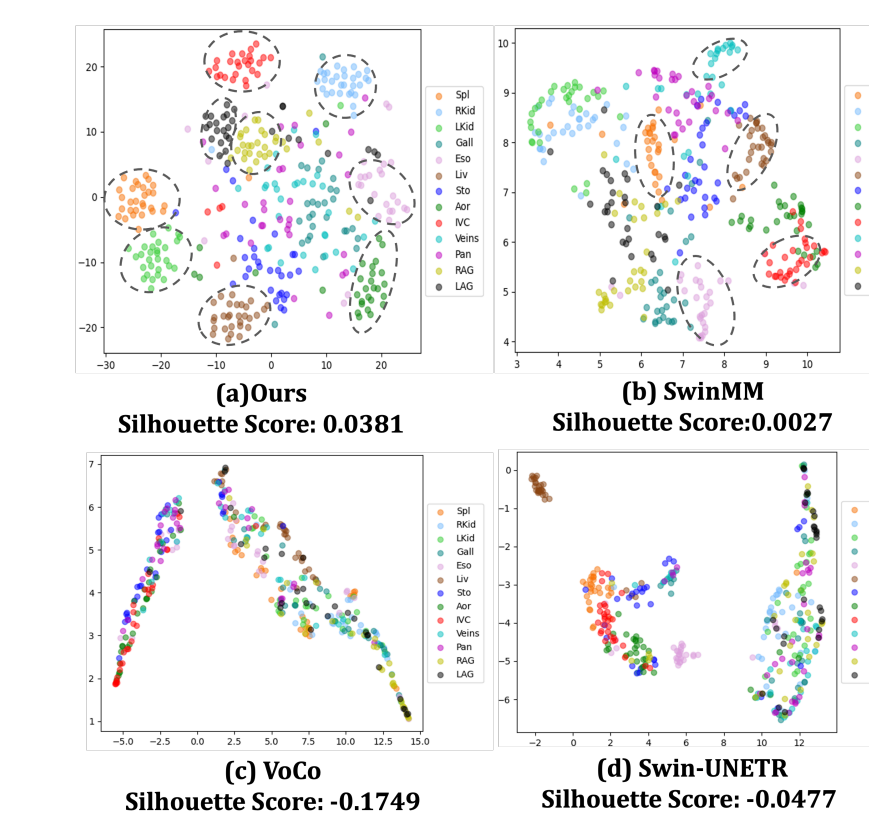 20
10
0
−10
−20
−30
−20
−10
0
10
20
Spl
RKid
LKid
Gall
Eso
Liv
Sto
Aor
IVC
Veins
Pan
RAG
LAG
10
9
8
7
6
5
4
3
4
5
6
7
8
9
10
(a)Ours
Silhouette Score: 0.0381
(b) SwinMM
Silhouette Score:0.0027
7
6
5
4
3
2
1
−5.0
−2.5
0.0
2.5
5.0
7.5
10.0
12.5
15.0
Spl
RKid
LKid
Gall
Eso
Liv
Sto
Aor
IVC
Veins
Pan
RAG
LAG
0
−1
−2
−3
−4
−5
−6
−2
0
2
4
6
8
10
12
(c) VoCo
Silhouette Score: -0.1749
(d) Swin-UNETR
Silhouette Score: -0.0477